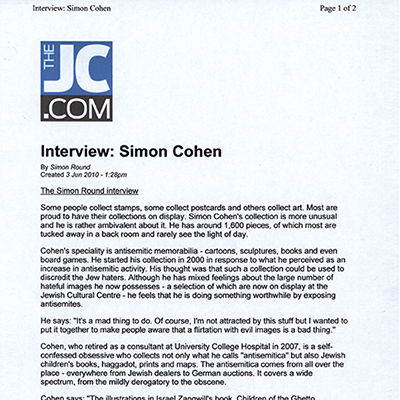 Interview: Simon Cohen
Page 1 of 2
THE
JC
.COM
Interview: Simon Cohen
By Simon Round
Created 3 Jun 2010 - 1:28pm
The Simon Round interview
Some people collect stamps, some collect postcards and others collect art. Most are
proud to have their collections on display. Simon Cohen's collection is more unusual
and he is rather ambivalent about it. He has around 1,600 pieces, of which most are
tucked away in a back room and rarely see the light of day.
Cohen's speciality is antisemitic memorabilia - cartoons, sculptures, books and even
board games. He started his collection in 2000 in response to what he perceived as an
increase in antisemitic activity. His thought was that such a collection could be used to
discredit the Jew haters. Although he has mixed feelings about the large number of
hateful images he now possesses - a selection of which are now on display at the
Jewish Cultural Centre - he feels that he is doing something worthwhile by exposing
antisemites.
He says: "It's a mad thing to do. Of course, I'm not attracted by this stuff but I wanted to
put it together to make people aware that a flirtation with evil images is a bad thing."
Cohen, who retired as a consultant at University College Hospital in 2007, is a self-
confessed obsessive who collects not only what he calls "antisemitica" but also Jewish
children's books, haggadot, prints and maps. The antisemitica comes from all over the
place - everywhere from Jewish dealers to German auctions. It covers a wide
spectrum, from the mildly derogatory to the obscene.
Cohen says: "The illustrations in Israel Zangwill's book, Children of the Ghetto